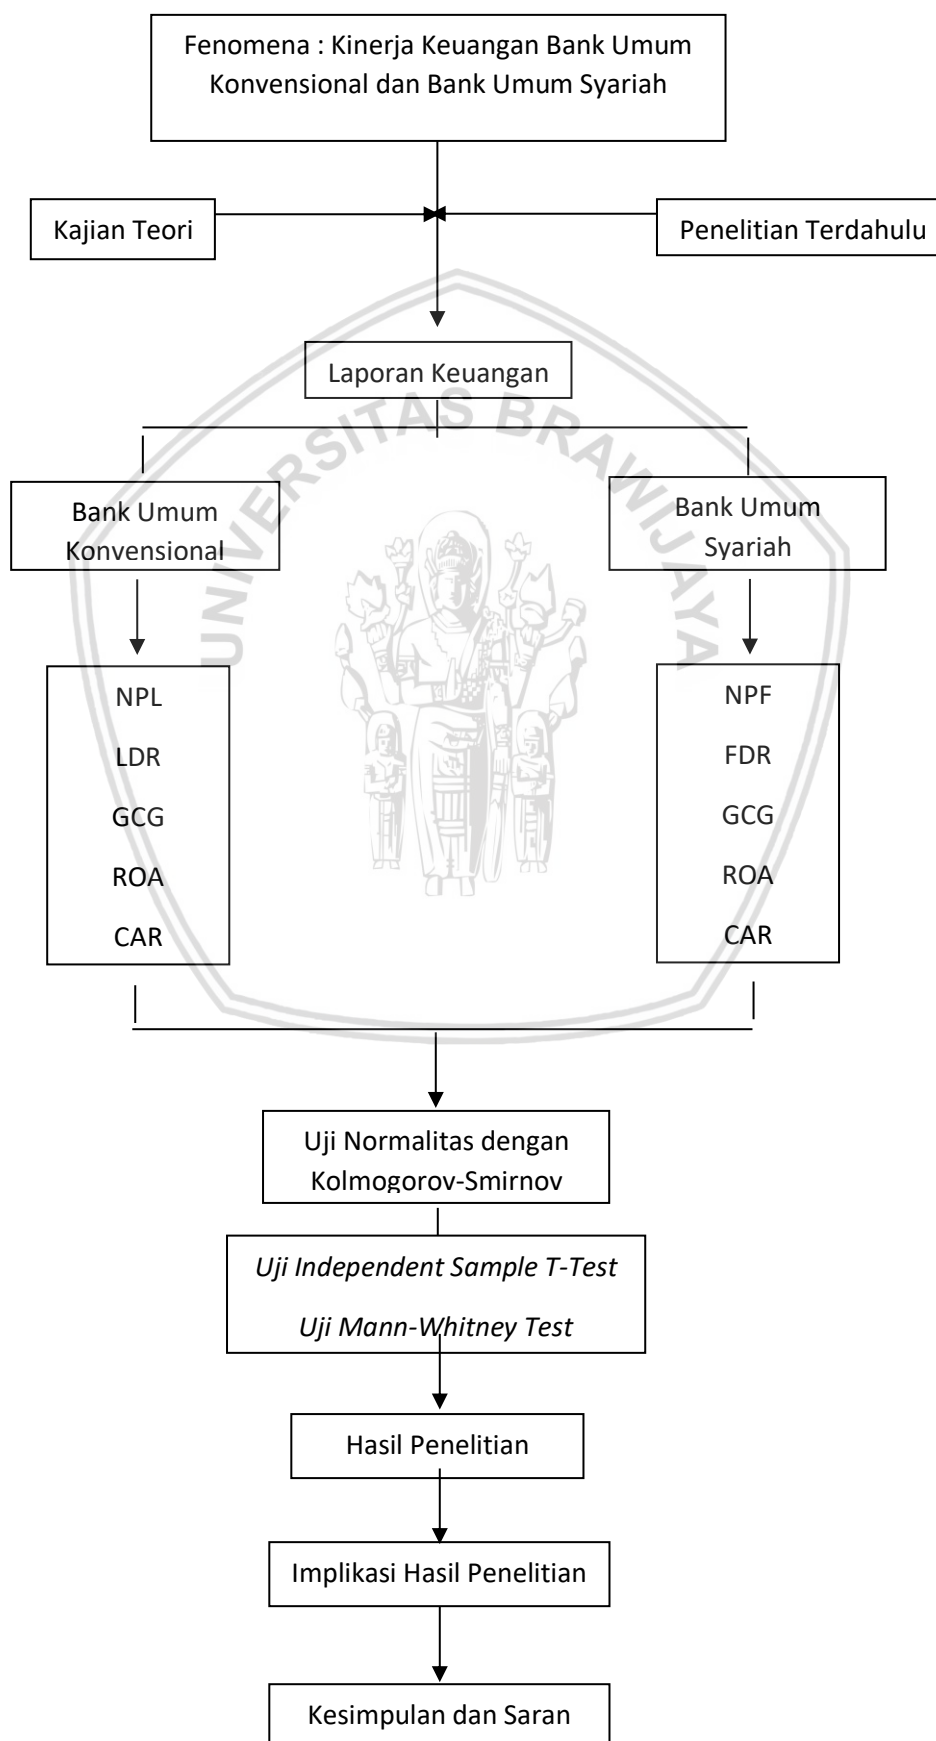 Fenomena : Kinerja Keuangan Bank Umum
Konvensional dan Bank Umum Syariah
Kajian Teori
Penelitian Terdahulu
Laporan Keuangan
UNIVERSITAS BRAWIJAYA
Bank Umum
Konvensional
Bank Umum
Syariah
NPL
LDR
GCG
ROA
CAR
NPF
FDR
GCG
ROA
CAR
Uji Normalitas dengan
Kolmogorov-Smirnov
Uji Independent Sample T-Test
Uji Mann-Whitney Test
Hasil Penelitian
Implikasi Hasil Penelitian
Kesimpulan dan Saran